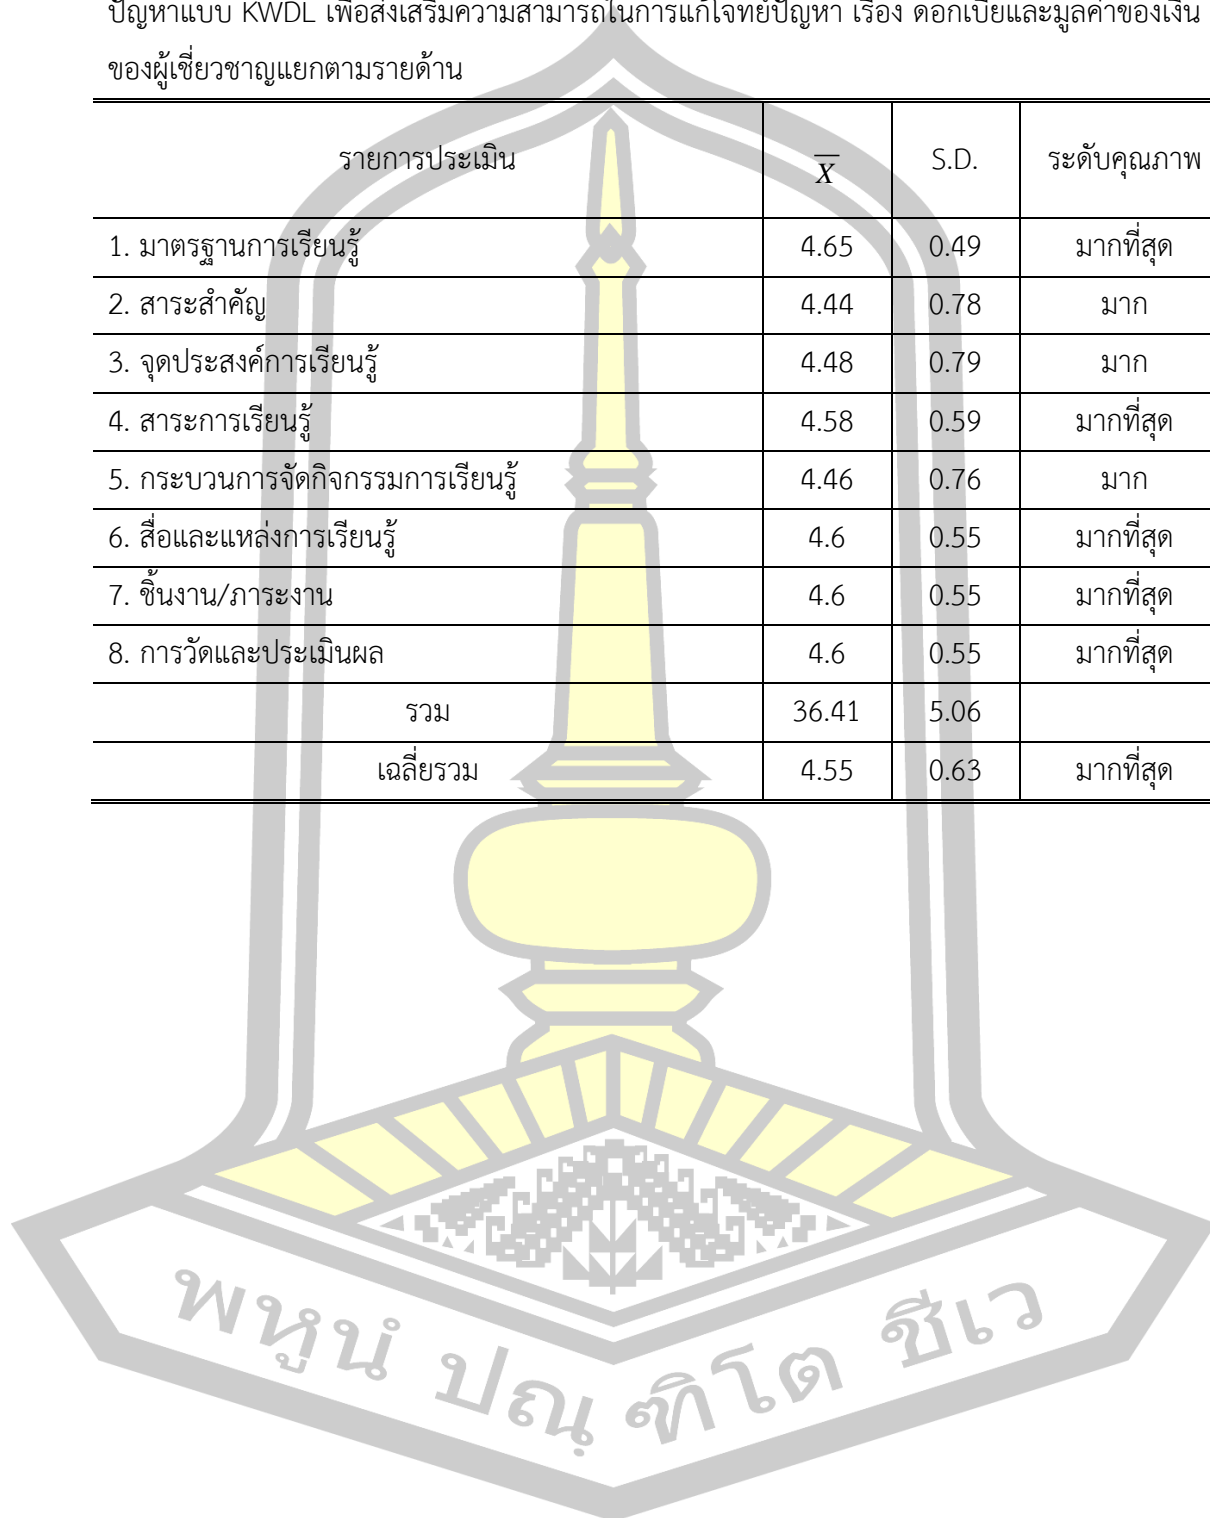 ปัญหาแบบ KWDL เพื่อส่งเสริมความสามารถในการแก้โจทย์ปัญหา เรื่อง ดอกเบี้ยและมูลค่าของเงิน
ของผู้เชี่ยวชาญแยกตามรายด้าน
รายการประเมิน X̅ S.D. ระดับคุณภาพ
1. มาตรฐานการเรียนรู้ 4.65 0.49 มากที่สุด
2. สาระสำคัญ 4.44 0.78 มาก
3. จุดประสงค์การเรียนรู้ 4.48 0.79 มาก
4. สาระการเรียนรู้ 4.58 0.59 มากที่สุด
5. กระบวนการจัดกิจกรรมการเรียนรู้ 4.46 0.76 มาก
6. สื่อและแหล่งการเรียนรู้ 4.6 0.55 มากที่สุด
7. ชิ้นงาน/ภาระงาน 4.6 0.55 มากที่สุด
8. การวัดและประเมินผล 4.6 0.55 มากที่สุด
รวม 36.41 5.06
เฉลี่ยรวม 4.55 0.63 มากที่สุด
พหูนํ ปณฺฑิโต ชีเว